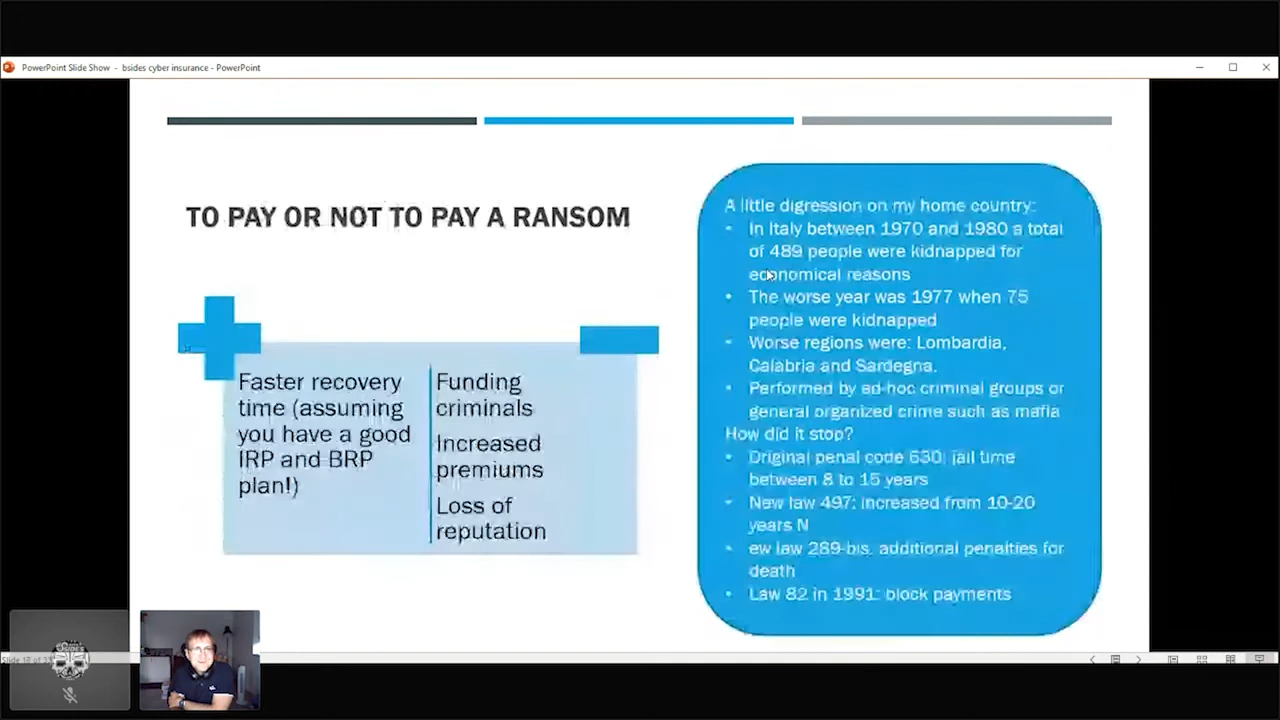 PowerPoint Slide Show - bsides cyber insurance - PowerPoint
TO PAY OR NOT TO PAY A RANSOM
Faster recovery
time (assuming
you have a good
IRP and BRP
plan!)
Funding
criminals
Increased
premiums
Loss of
reputation
A little digression on my home country:
• In Italy between 1970 and 1980 a total
of 489 people were kidnapped for
economical reasons
• The worse year was 1977 when 75
people were kidnapped
• Worse regions were: Lombardia,
Calabria and Sardegna.
• Performed by ad-hoc criminal groups or
general organized crime such as mafia
How did it stop?
• Original penal code 630: jail time
between 8 to 15 years
• New law 497: increased from 10-20
years N
• ew law 289-bis. additional penalties for
death
• Law 82 in 1991: block payments
SIDES